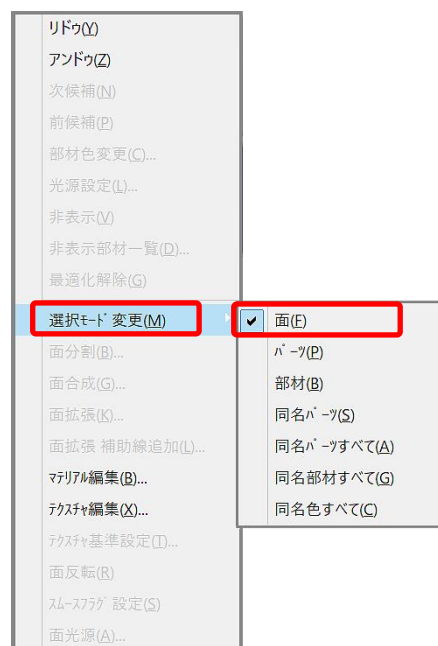 リドゥ(Y)
アンドゥ(Z)
次候補(N)
前候補(P)
部材色変更(C)...
光源設定(L)...
非表示(V)
非表示部材一覧(D)...
最適化解除(G)
選択ﾓｰﾄﾞ変更(M)
面(F)
ﾊﾟｰﾂ(P)
部材(B)
同名ﾊﾟｰﾂ(S)
同名ﾊﾟｰﾂすべて(A)
同名部材すべて(G)
同名色すべて(C)
面分割(B)...
面合成(G)...
面拡張(K)...
面拡張 補助線追加(L)...
ﾏﾃﾘｱﾙ編集(B)...
ﾃｸｽﾁｬ編集(X)...
ﾃｸｽﾁｬ基準設定(T)...
面反転(R)
ｽﾑｰｽﾌﾗｸﾞ設定(S)
面光源(A)...